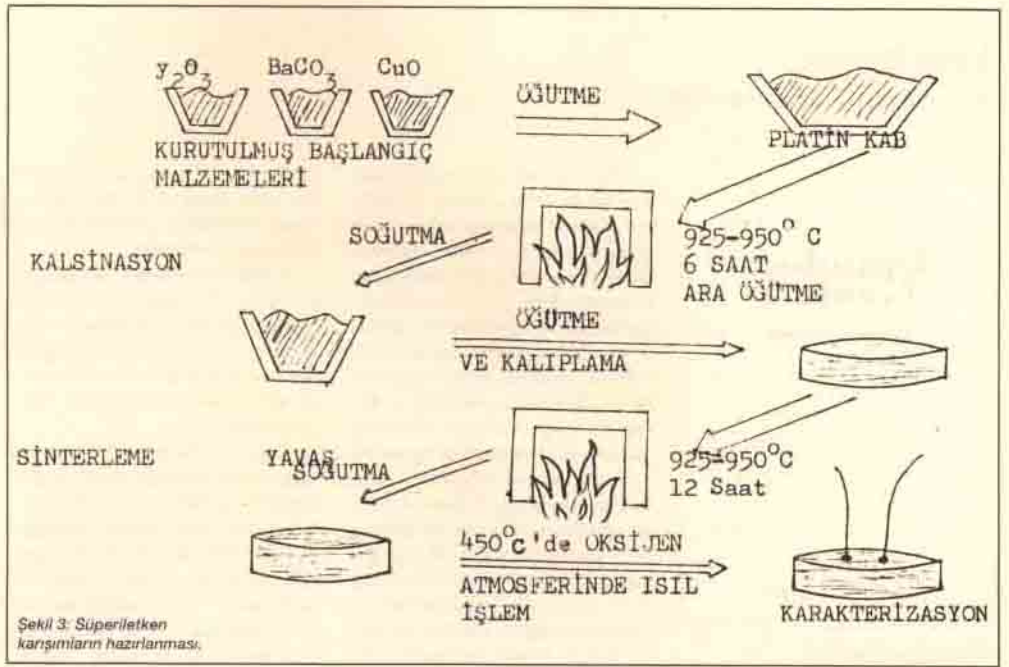 y₂O₃ BaCO₃ CuO
ÖĞÜTME
KURUTULMUŞ BAŞLANGIÇ
MALZEMELERİ
PLATİN KAB
KALSİNASYON
SOĞUTMA
925-950° C
6 SAAT
ARA ÖĞÜTME
ÖĞÜTME
VE KALIPLAMA
SİNTERLEME
YAVAŞ
SOĞUTMA
925-950°C
12 Saat
450°c'de OKSİJEN
ATMOSFERİNDE ISIL
İŞLEM
KARAKTERİZASYON
Şekil 3: Süperiletken
karışımların hazırlanması.